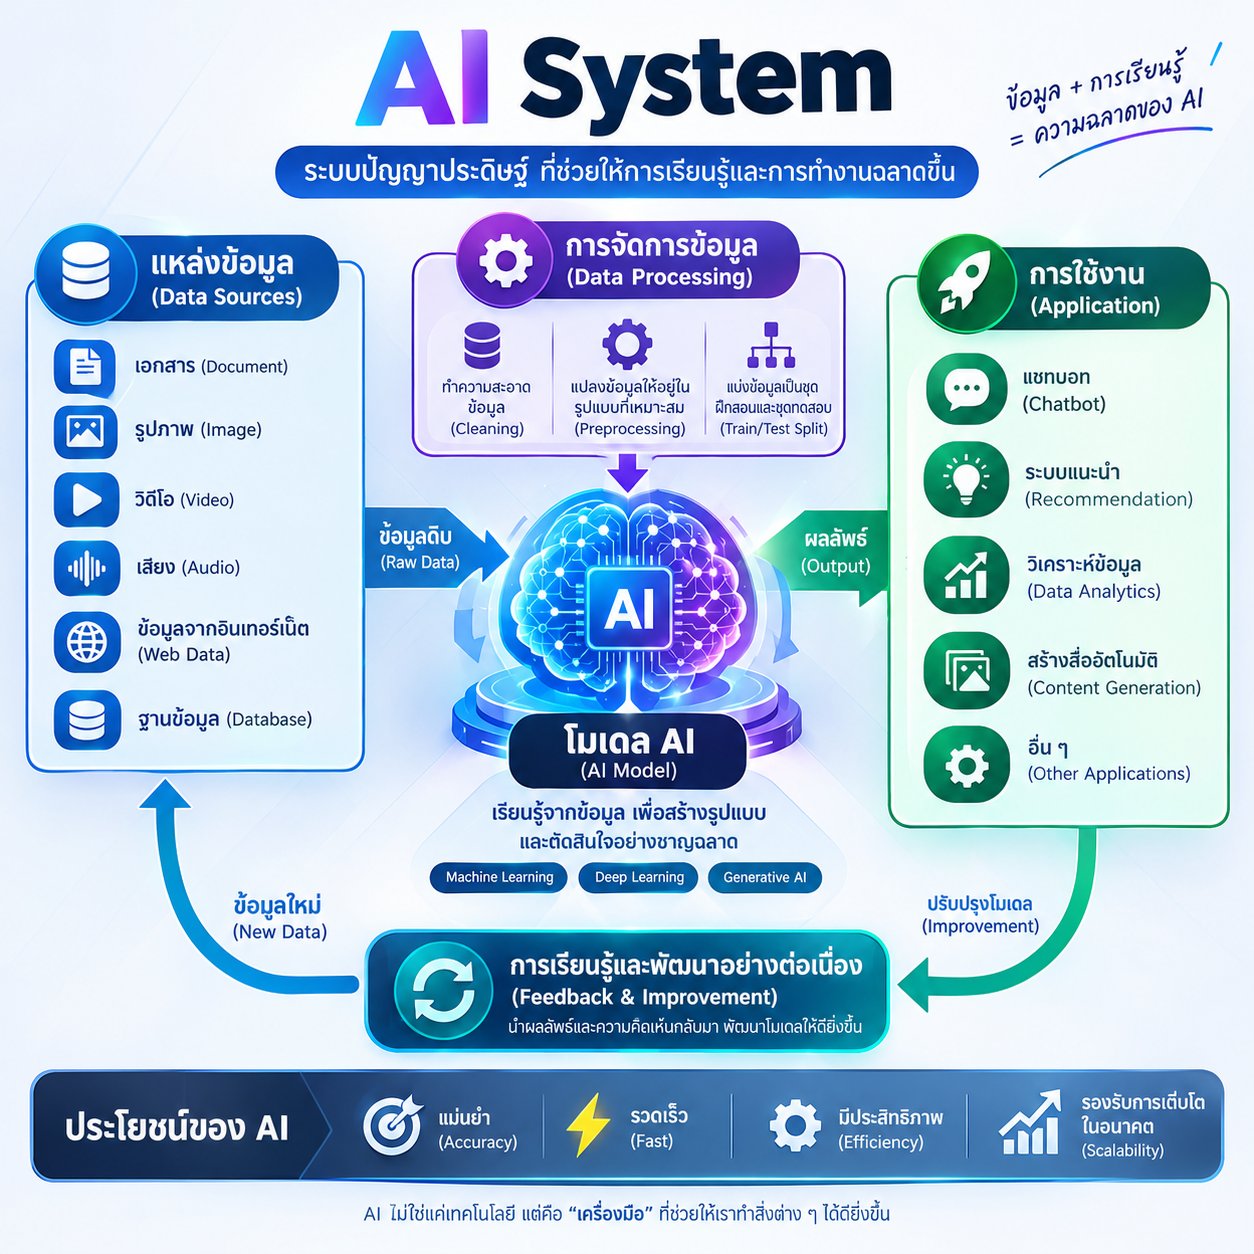 AI System
ระบบปัญญาประดิษฐ์ ที่ช่วยให้การเรียนรู้และการทำงานฉลาดขึ้น
ข้อมูล + การเรียนรู้
= ความฉลาดของ AI
แหล่งข้อมูล
(Data Sources)
เอกสาร (Document)
รูปภาพ (Image)
วิดีโอ (Video)
เสียง (Audio)
ข้อมูลจากอินเทอร์เน็ต
(Web Data)
ฐานข้อมูล (Database)
การจัดการข้อมูล
(Data Processing)
ทำความสะอาด
ข้อมูล
(Cleaning)
แปลงข้อมูลให้อยู่ใน
รูปแบบที่เหมาะสม
(Preprocessing)
แบ่งข้อมูลเป็นชุด
ฝึกสอนและชุดทดสอบ
(Train/Test Split)
ข้อมูลดิบ
(Raw Data)
AI
ผลลัพธ์
(Output)
โมเดล AI
(AI Model)
เรียนรู้จากข้อมูล เพื่อสร้างรูปแบบ
และตัดสินใจอย่างชาญฉลาด
Machine Learning
Deep Learning
Generative AI
การใช้งาน
(Application)
แชทบอท
(Chatbot)
ระบบแนะนำ
(Recommendation)
วิเคราะห์ข้อมูล
(Data Analytics)
สร้างสื่ออัตโนมัติ
(Content Generation)
อื่น ๆ
(Other Applications)
ข้อมูลใหม่
(New Data)
ปรับปรุงโมเดล
(Improvement)
การเรียนรู้และพัฒนาอย่างต่อเนื่อง
(Feedback & Improvement)
นำผลลัพธ์และความคิดเห็นกลับมา พัฒนาโมเดลให้ดียิ่งขึ้น
ประโยชน์ของ AI
แม่นยำ
(Accuracy)
รวดเร็ว
(Fast)
มีประสิทธิภาพ
(Efficiency)
รองรับการเติบโต
ในอนาคต
(Scalability)
AI ไม่ใช่แค่เทคโนโลยี แต่คือ “เครื่องมือ” ที่ช่วยให้เราทำสิ่งต่าง ๆ ได้ดียิ่งขึ้น